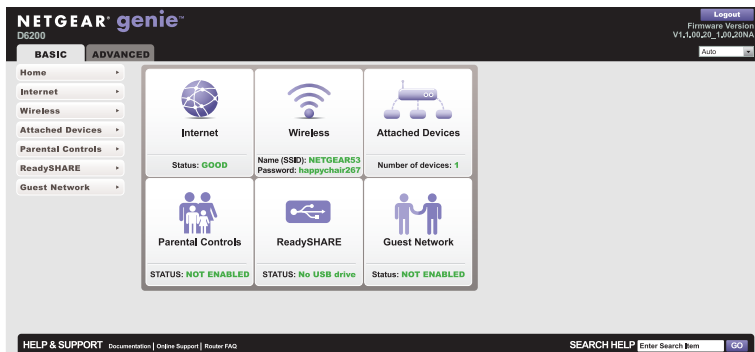 NETGEAR® genie™
D6200
Logout
Firmware Version
V1.1.00.20_1.00.20NA
BASIC
ADVANCED
Auto
Home
Internet
Wireless
Attached Devices
Parental Controls
ReadySHARE
Guest Network
Internet
Status: GOOD
Wireless
Name (SSID): NETGEAR53
Password: happychair267
Attached Devices
Number of devices: 1
Parental Controls
STATUS: NOT ENABLED
ReadySHARE
STATUS: No USB drive
Guest Network
Status: NOT ENABLED
HELP & SUPPORT Documentation | Online Support | Router FAQ
SEARCH HELP Enter Search Item GO